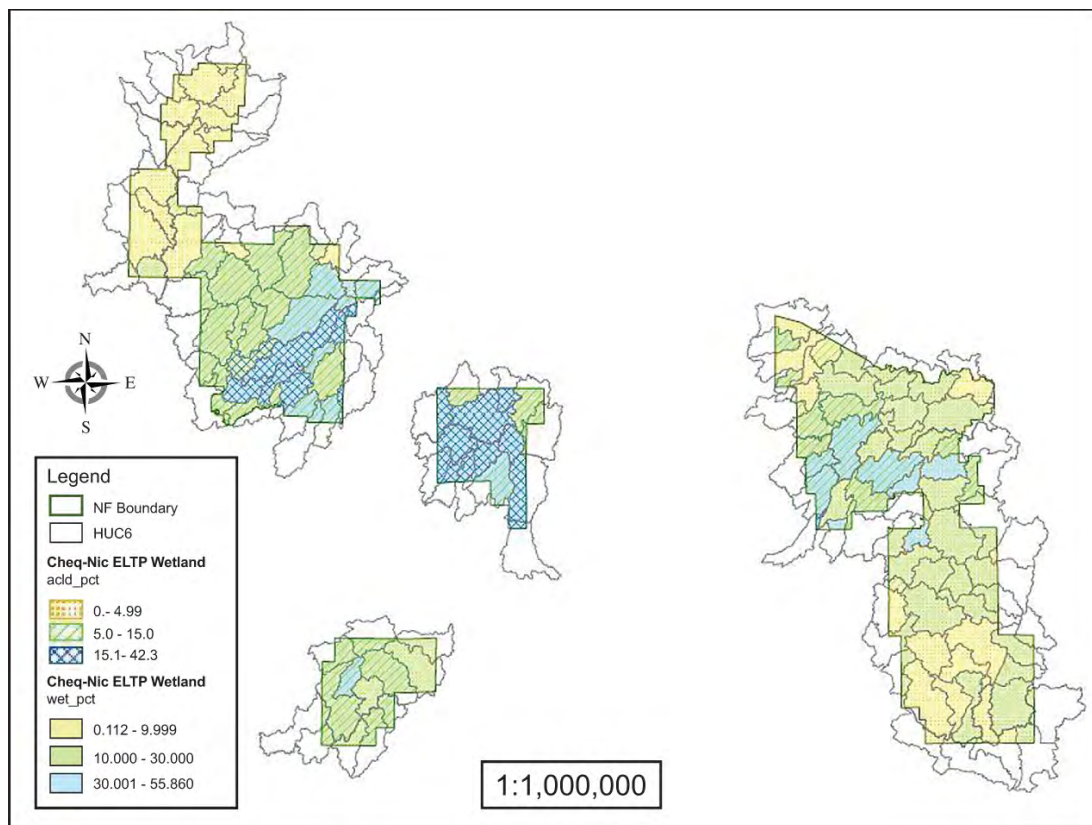 N
W E
S
Legend
NF Boundary
HUC6
Cheq-Nic ELTP Wetland
acld_pct
0.- 4.99
5.0 - 15.0
15.1- 42.3
Cheq-Nic ELTP Wetland
wet_pct
0.112 - 9.999
10.000 - 30.000
30.001 - 55.860
1:1,000,000